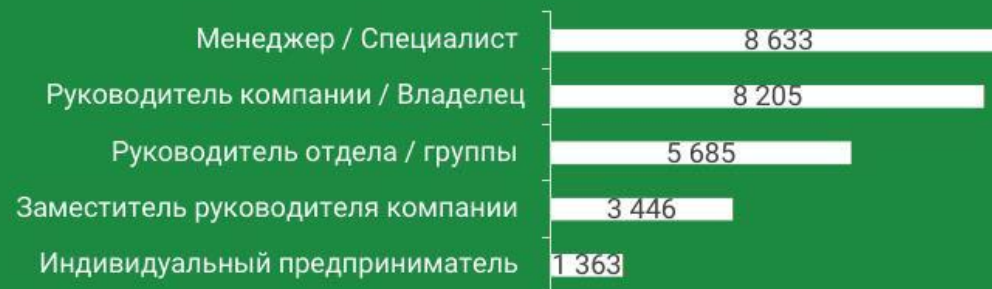 Менеджер / Специалист 8 633
Руководитель компании / Владелец 8 205
Руководитель отдела / группы 5 685
Заместитель руководителя компании 3 446
Индивидуальный предприниматель 1 363